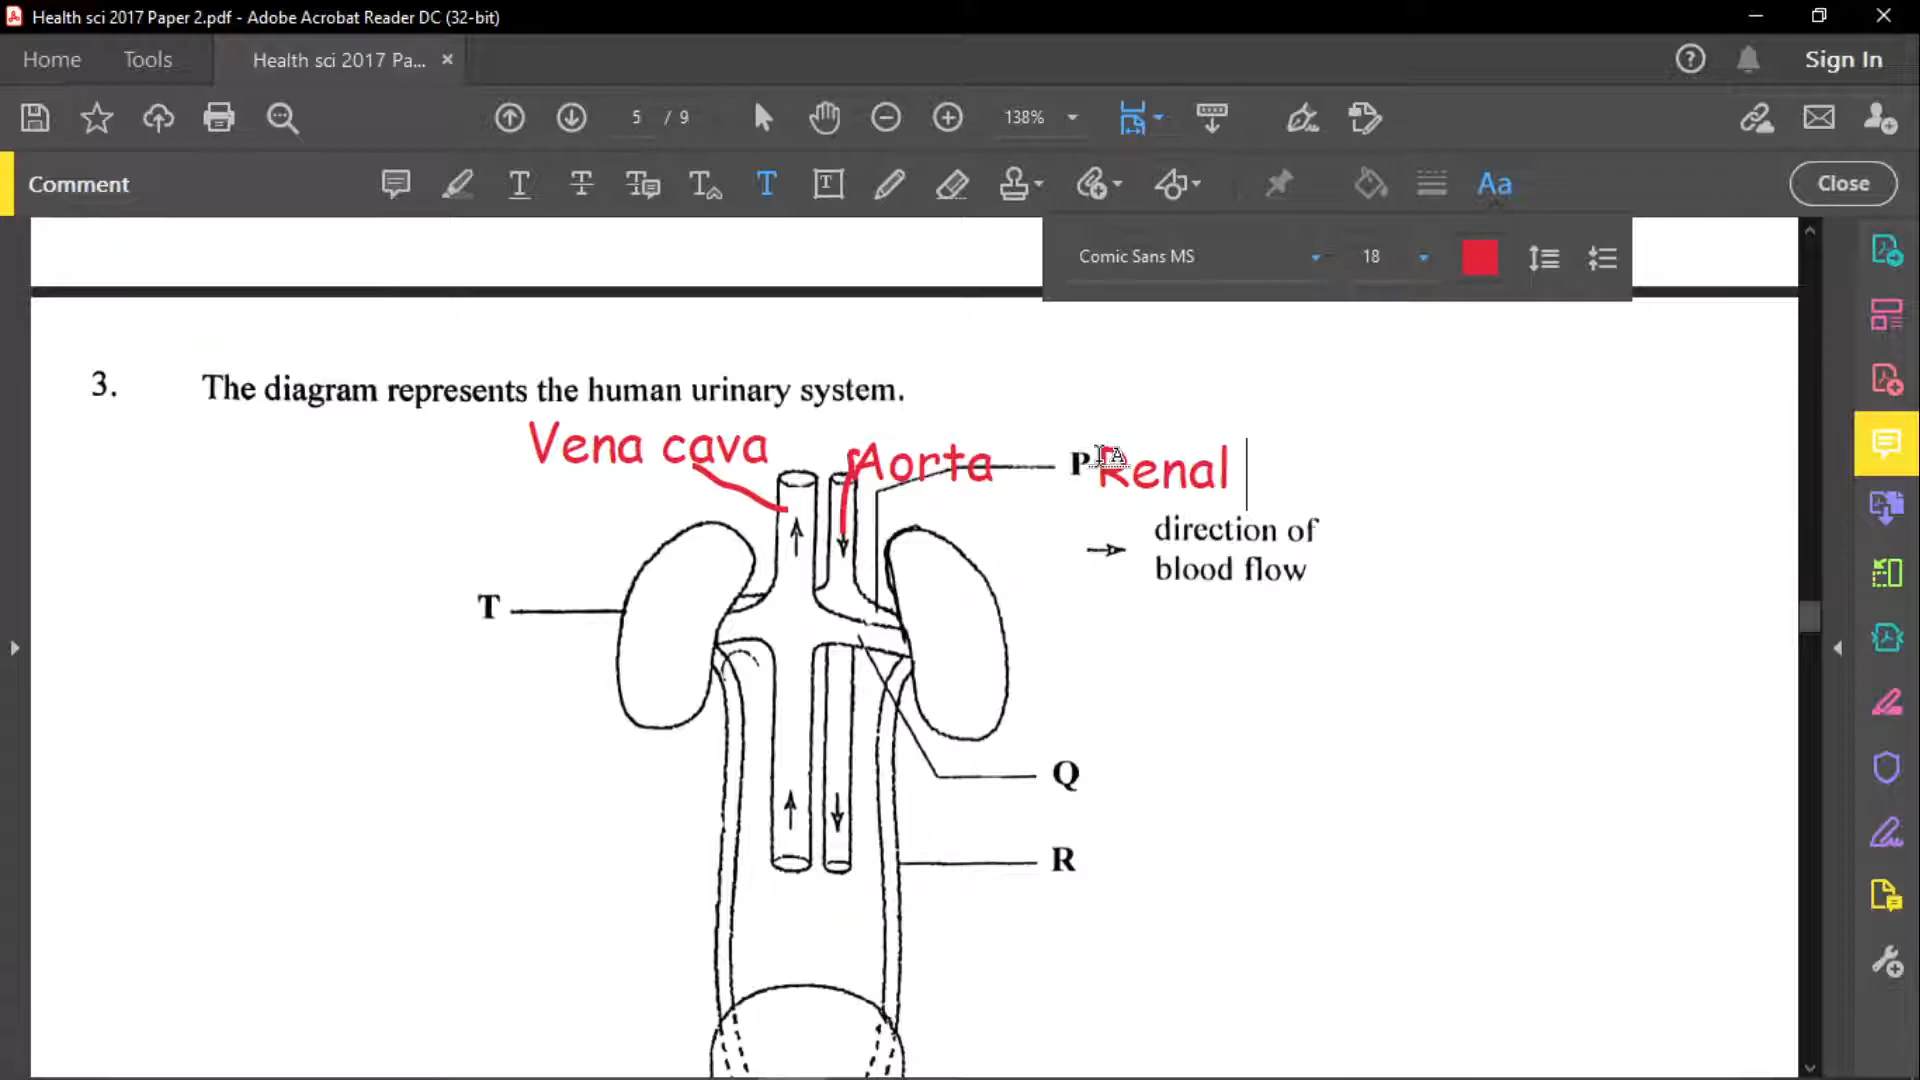 Health sci 2017 Paper 2.pdf - Adobe Acrobat Reader DC (32-bit)
Home
Tools
Health sci 2017 Pa...
Sign In
5 / 9
138%
Comment
Close
Comic Sans MS
18
3. The diagram represents the human urinary system.
Vena cava
Aorta
P
Renal
direction of
blood flow
T
Q
R